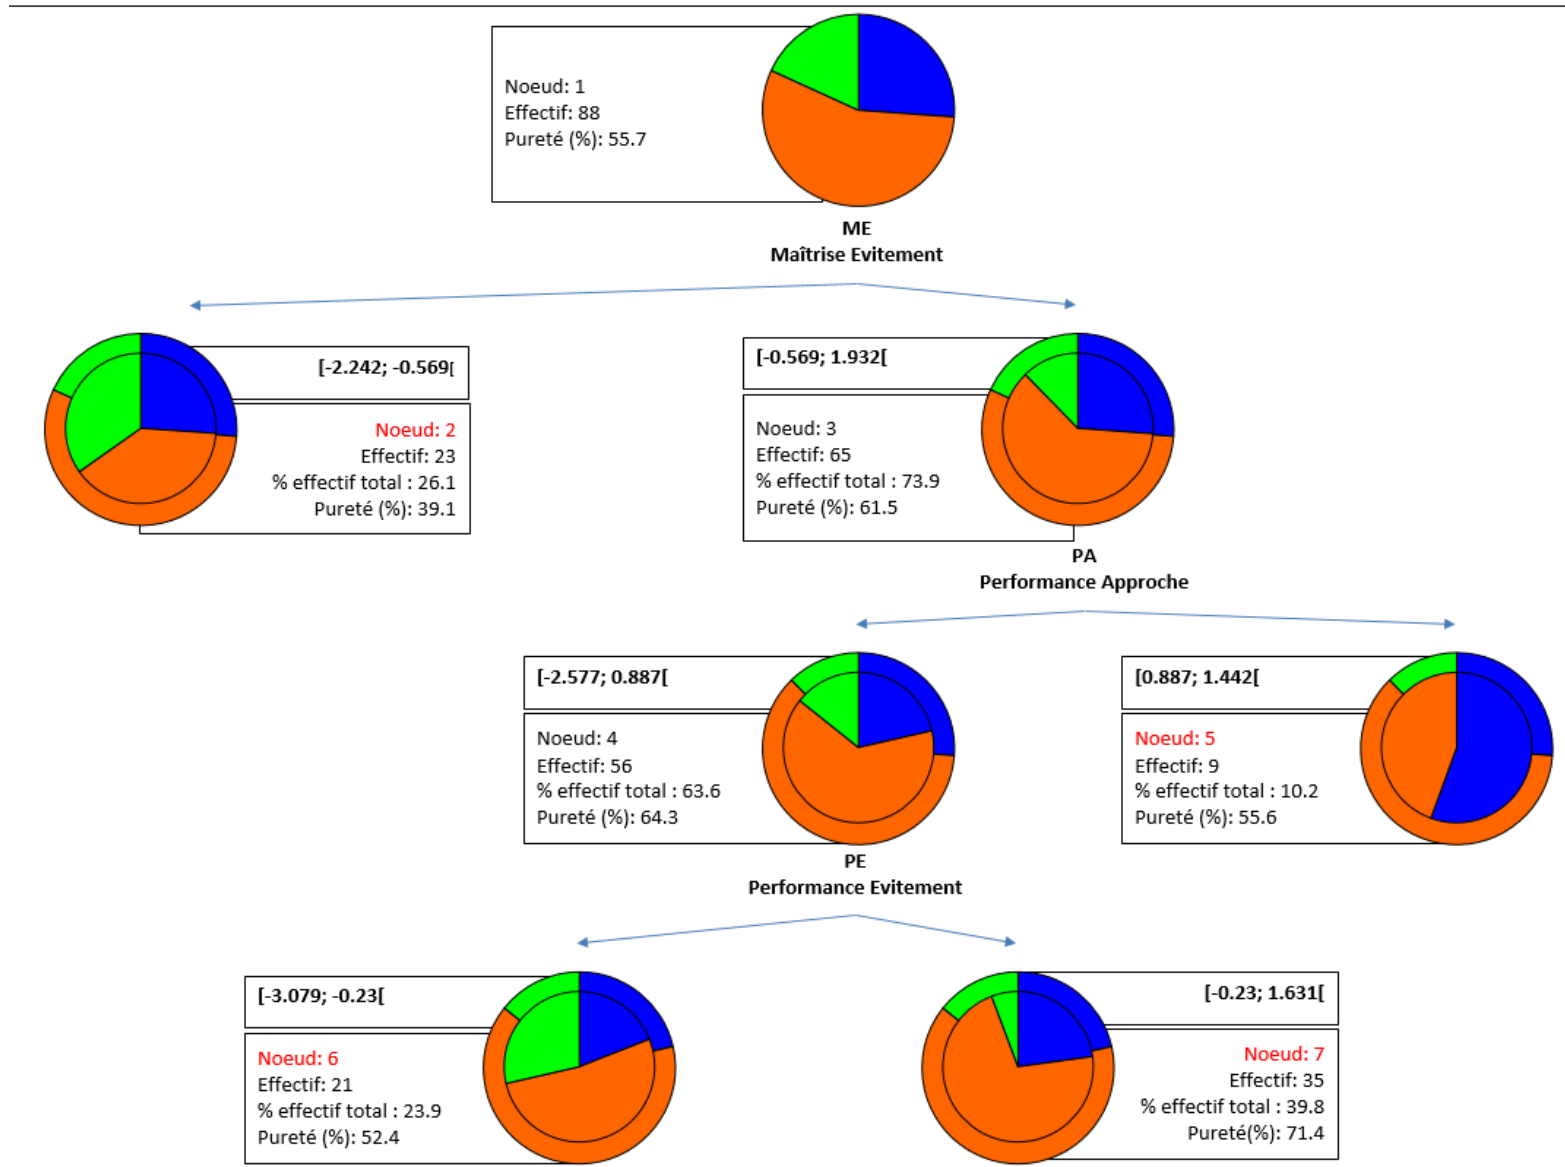 Noeud: 1
Effectif: 88
Pureté (%): 55.7
ME
Maîtrise Evitement
[-2.242; -0.569[
Noeud: 2
Effectif: 23
% effectif total : 26.1
Pureté (%): 39.1
[-0.569; 1.932[
Noeud: 3
Effectif: 65
% effectif total : 73.9
Pureté (%): 61.5
PA
Performance Approche
[-2.577; 0.887[
Noeud: 4
Effectif: 56
% effectif total : 63.6
Pureté (%): 64.3
[0.887; 1.442[
Noeud: 5
Effectif: 9
% effectif total : 10.2
Pureté (%): 55.6
PE
Performance Evitement
[-3.079; -0.23[
Noeud: 6
Effectif: 21
% effectif total : 23.9
Pureté (%): 52.4
[-0.23; 1.631[
Noeud: 7
Effectif: 35
% effectif total : 39.8
Pureté(%): 71.4